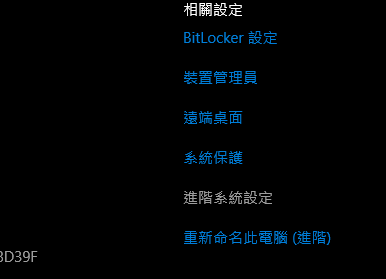 相關設定
BitLocker 設定
裝置管理員
遠端桌面
系統保護
進階系統設定
重新命名此電腦 (進階)
3D39F